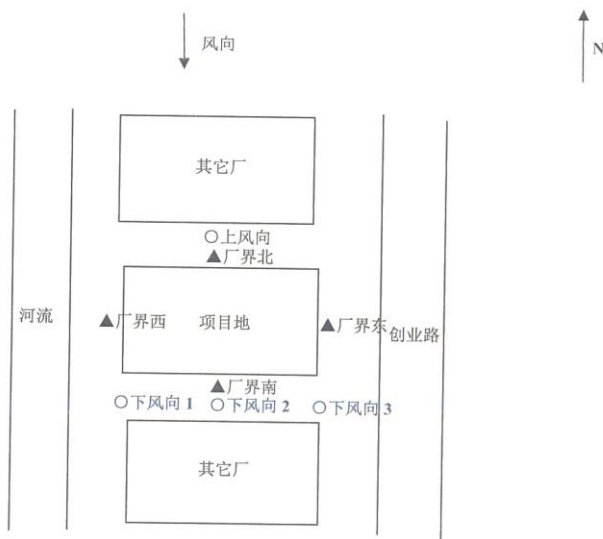 风向
N
其它厂
○上风向
▲厂界北
河流
▲厂界西
项目地
▲厂界东
创业路
▲厂界南
○下风向 1
○下风向 2
○下风向 3
其它厂